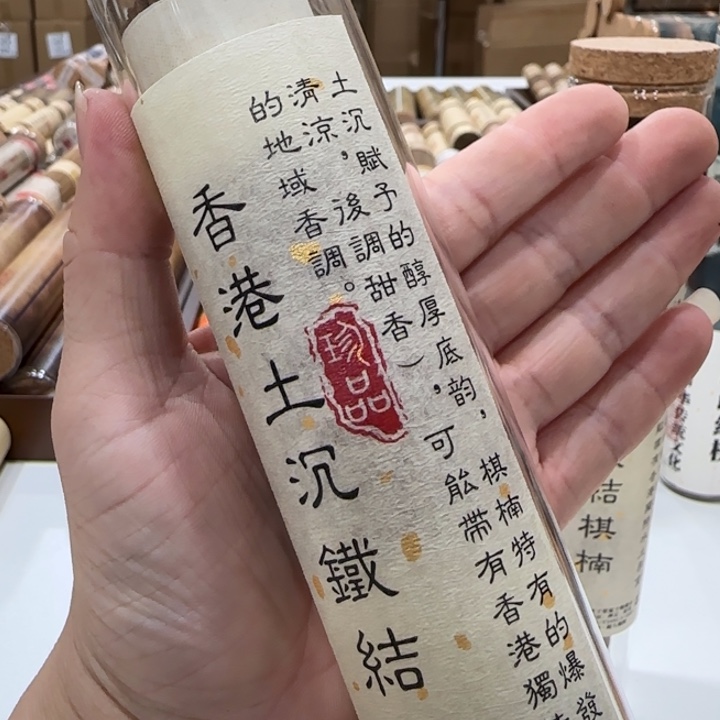 土沉賦予的醇厚底韵，棋楠特有的爆發
清涼，後調甜香），可能帶有香港獨
的地域香調。
珍品
香港土沉鐵結
結棋楠